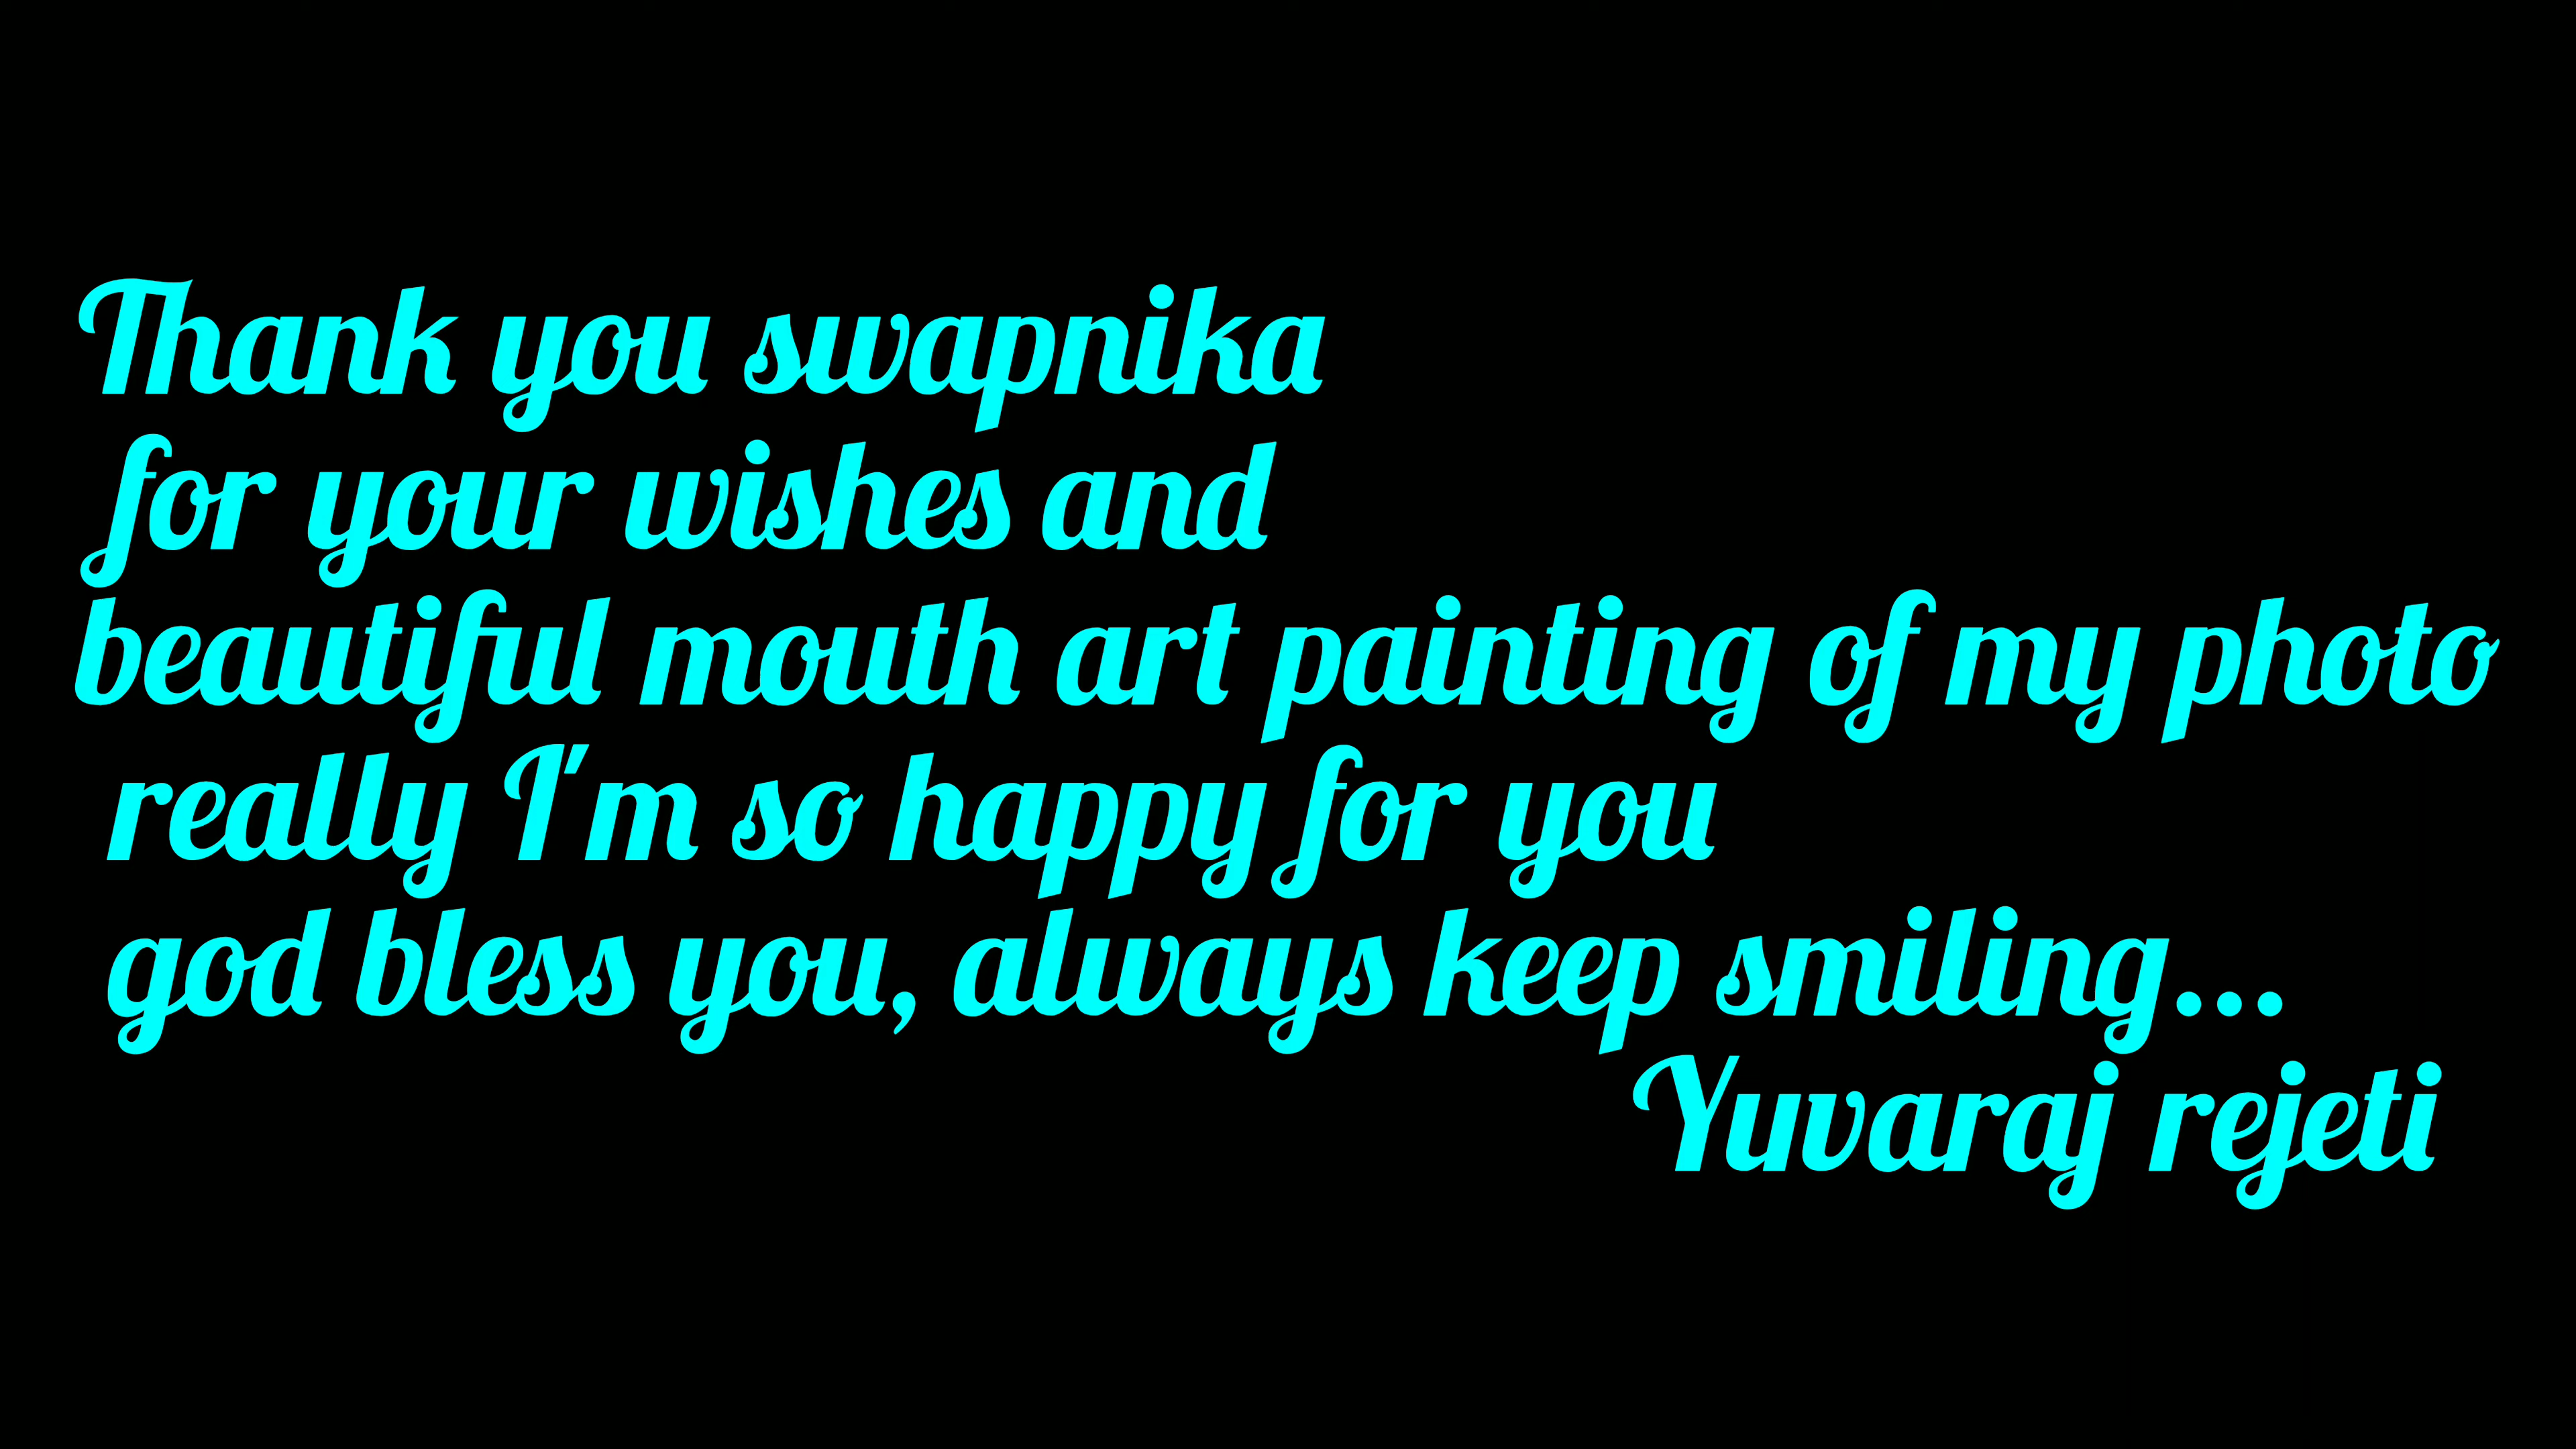 Thank you swapnika
for your wishes and
beautiful mouth art painting of my photo
really I'm so happy for you
god bless you, always keep smiling...
Yuvaraj rejeti